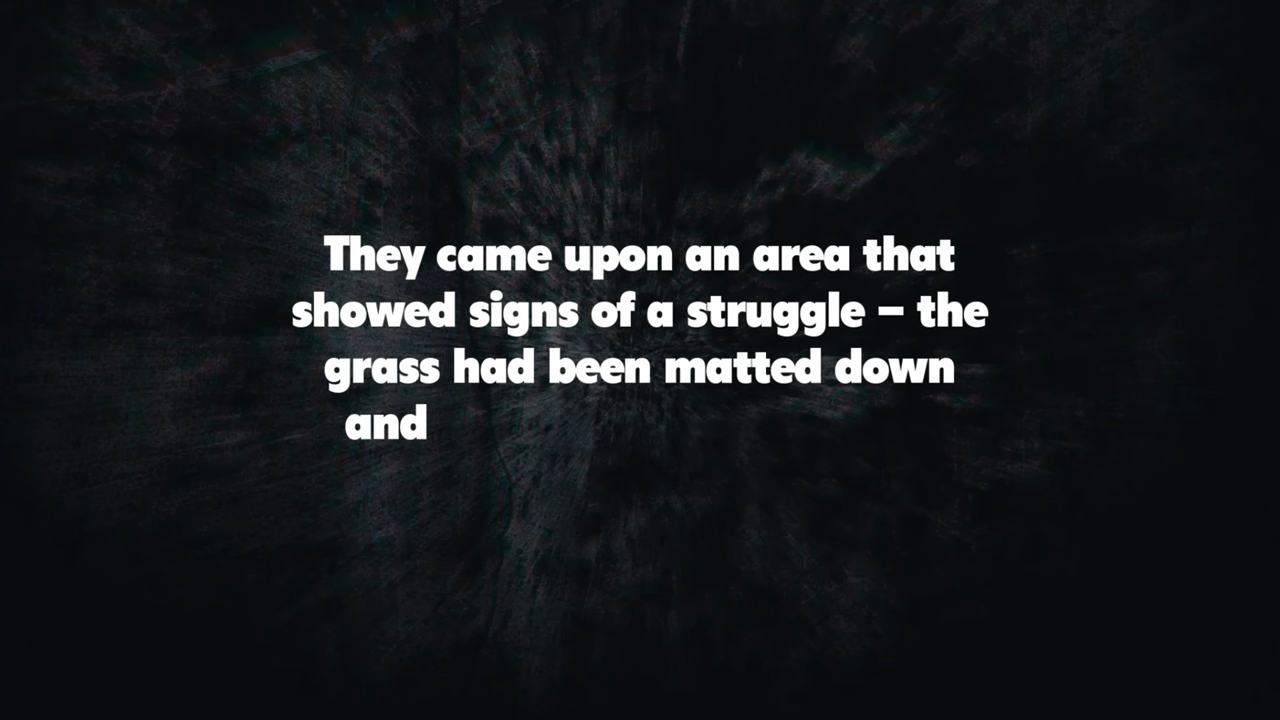 They came upon an area that
showed signs of a struggle – the
grass had been matted down
and